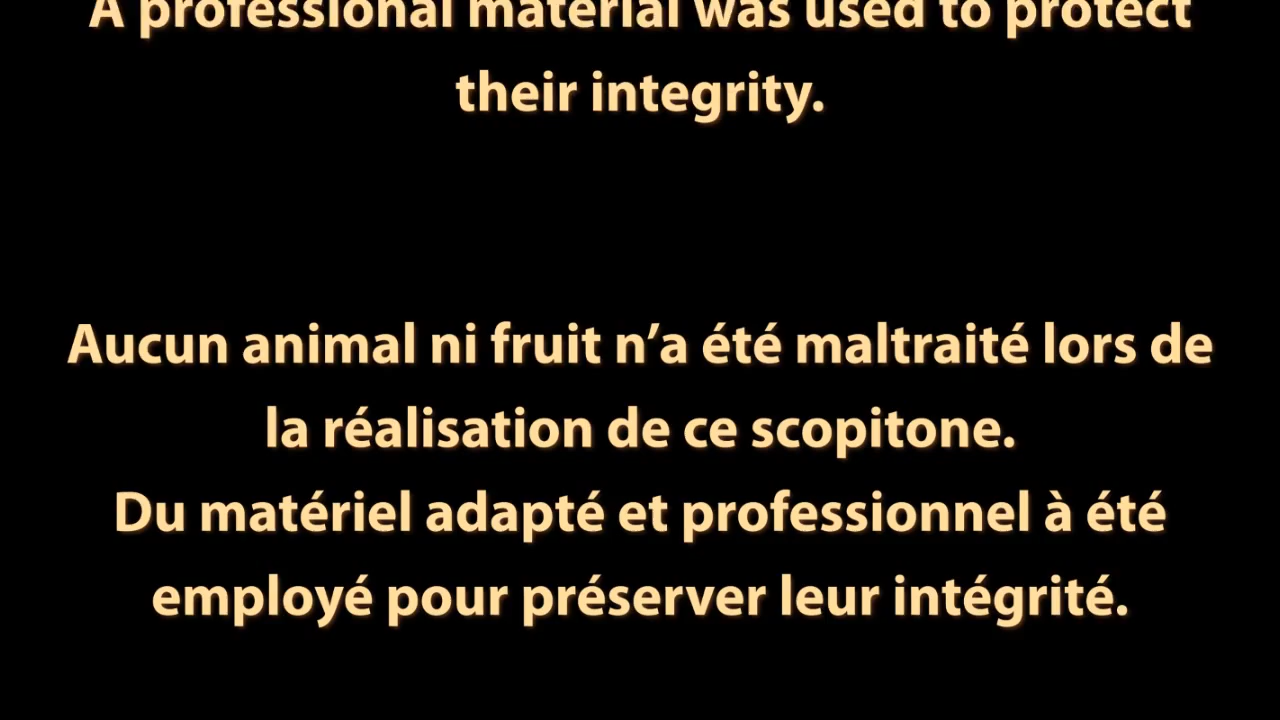 A professional material was used to protect
their integrity.
Aucun animal ni fruit n’a été maltraité lors de
la réalisation de ce scopitone.
Du matériel adapté et professionnel à été
employé pour préserver leur intégrité.